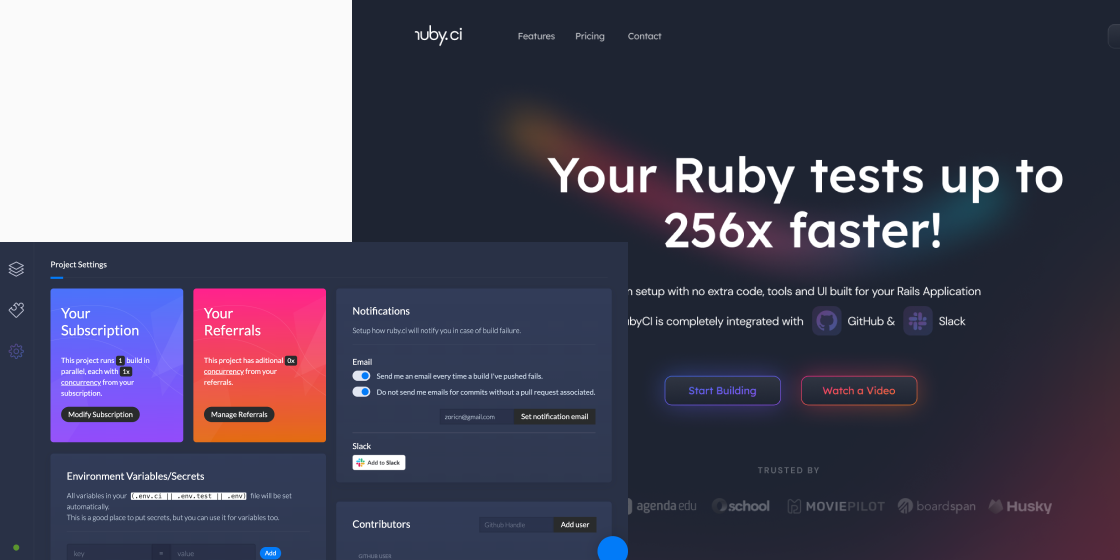 ruby.ci
Features
Pricing
Contact
Your Ruby tests up to
256x faster!
setup with no extra code, tools and UI built for your Rails Application
is completely integrated with GitHub & Slack
Start Building
Watch a Video
TRUSTED BY
agenda edu
school
MOVIEPILOT
boardspan
Husky
Project Settings
Your
Subscription
This project runs 1 build in
parallel, each with 1x
concurrency from your
subscription.
Modify Subscription
Your
Referrals
This project has aditional 0x
concurrency from your
referrals.
Manage Referrals
Notifications
Setup how ruby.ci will notify you in case of build failure.
Email
Send me an email every time a build I've pushed fails.
Do not send me emails for commits without a pull request associated.
zoricn@gmail.com
Set notification email
Slack
Add to Slack
Environment Variables/Secrets
All variables in your (.env.ci || .env.test || .env) file will be set
automatically.
This is a good place to put secrets, but you can use it for variables too.
key
=
value
Add
Contributors
Github Handle
Add user
GITHUB USER